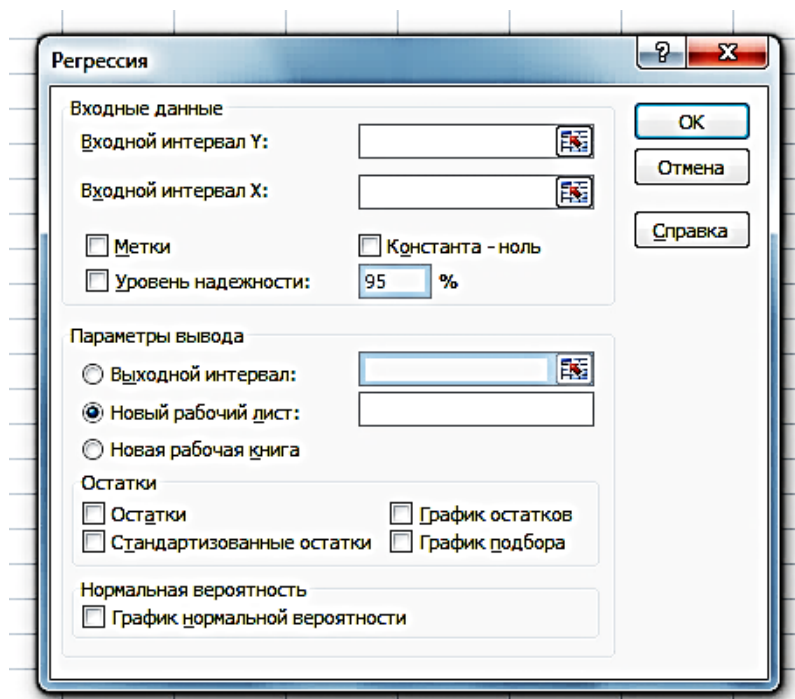 Регрессия
Входные данные
Входной интервал Y:
Входной интервал X:
Метки
Константа - ноль
Уровень надежности:
95 %
OK
Отмена
Справка
Параметры вывода
Выходной интервал:
Новый рабочий лист:
Новая рабочая книга
Остатки
Остатки
График остатков
Стандартизованные остатки
График подбора
Нормальная вероятность
График нормальной вероятности